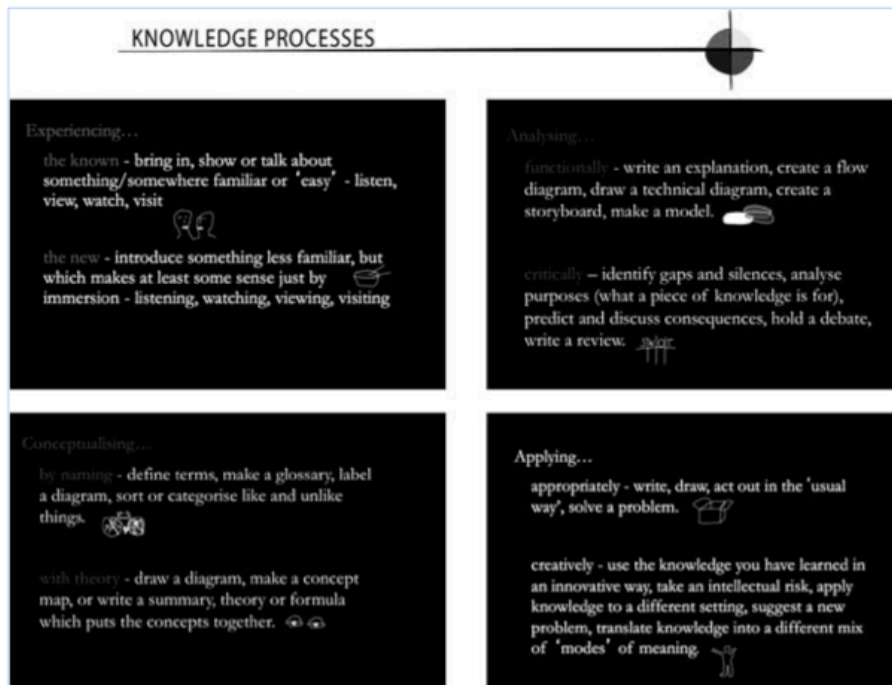 KNOWLEDGE PROCESSES
Experiencing...
the known - bring in, show or talk about
something/somewhere familiar or 'easy' - listen,
view, watch, visit
the new - introduce something less familiar, but
which makes at least some sense just by
immersion - listening, watching, viewing, visiting
Analysing...
functionally - write an explanation, create a flow
diagram, draw a technical diagram, create a
storyboard, make a model.
critically – identify gaps and silences, analyse
purposes (what a piece of knowledge is for),
predict and discuss consequences, hold a debate,
write a review.
Conceptualising...
by naming - define terms, make a glossary, label
a diagram, sort or categorise like and unlike
things.
with theory - draw a diagram, make a concept
map, or write a summary, theory or formula
which puts the concepts together.
Applying...
appropriately - write, draw, act out in the 'usual
way', solve a problem.
creatively - use the knowledge you have learned in
an innovative way, take an intellectual risk, apply
knowledge to a different setting, suggest a new
problem, translate knowledge into a different mix
of 'modes' of meaning.